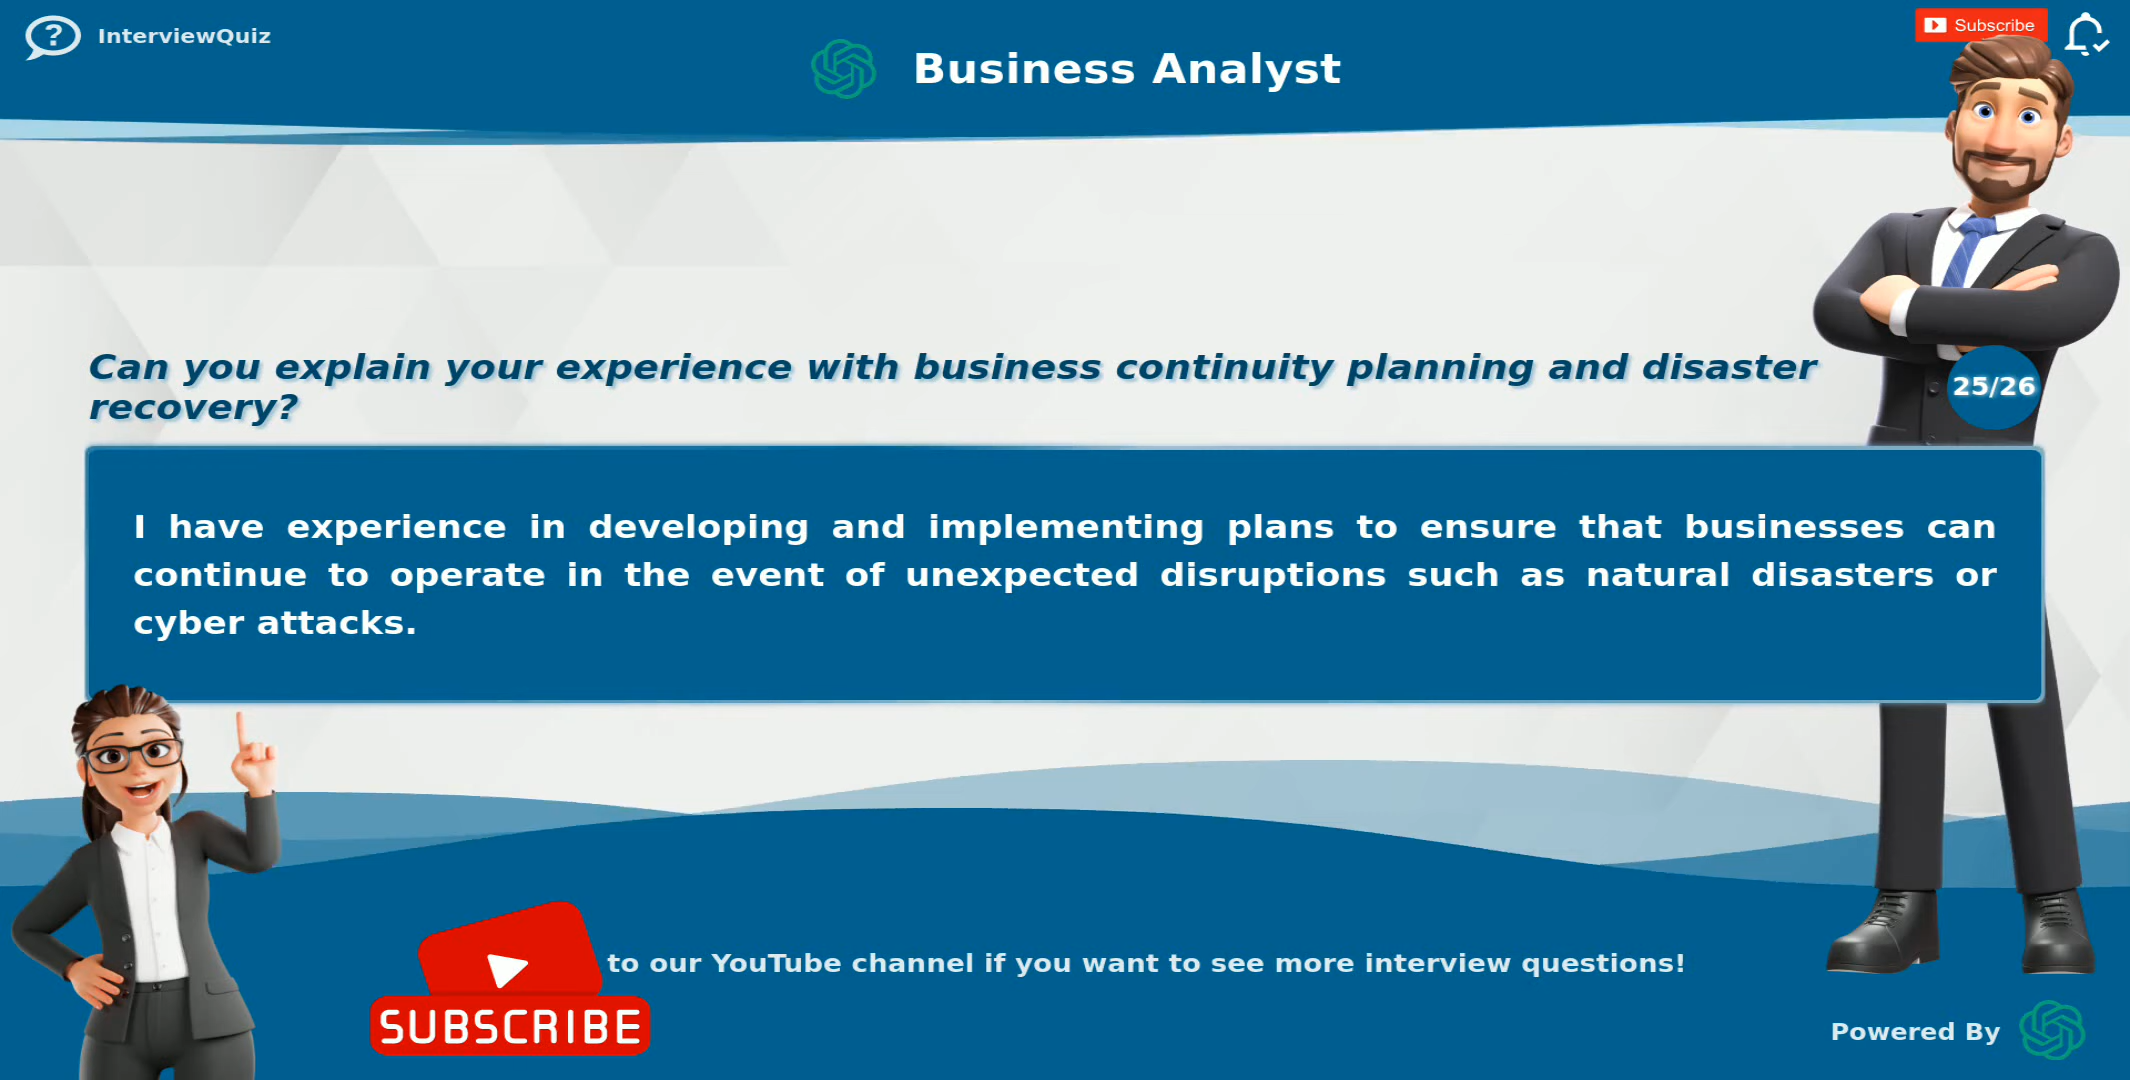 InterviewQuiz
Business Analyst
Subscribe
Can you explain your experience with business continuity planning and disaster
recovery?
25/26
I have experience in developing and implementing plans to ensure that businesses can
continue to operate in the event of unexpected disruptions such as natural disasters or
cyber attacks.
to our YouTube channel if you want to see more interview questions!
SUBSCRIBE
Powered By